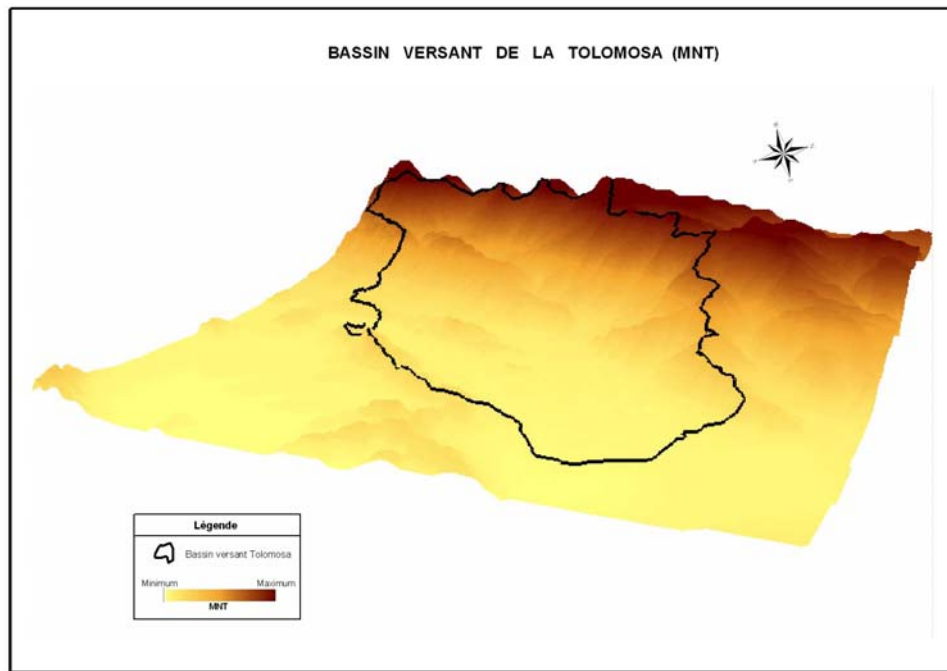 BASSIN VERSANT DE LA TOLOMOSA (MNT)
Légende
Bassin versant Tolomosa
Minimum Maximum
MNT